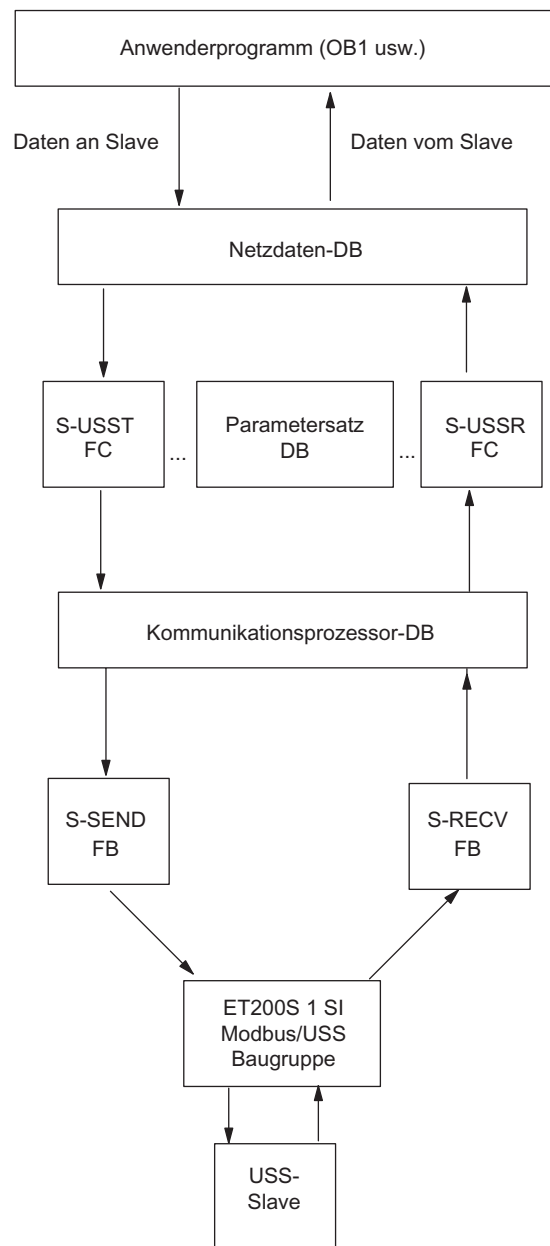 Anwenderprogramm (OB1 usw.)
Daten an Slave
Daten vom Slave
Netzdaten-DB
S-USST
FC
...
Parametersatz
DB
...
S-USSR
FC
Kommunikationsprozessor-DB
S-SEND
FB
S-RECV
FB
ET200S 1 SI
Modbus/USS
Baugruppe
USS-
Slave